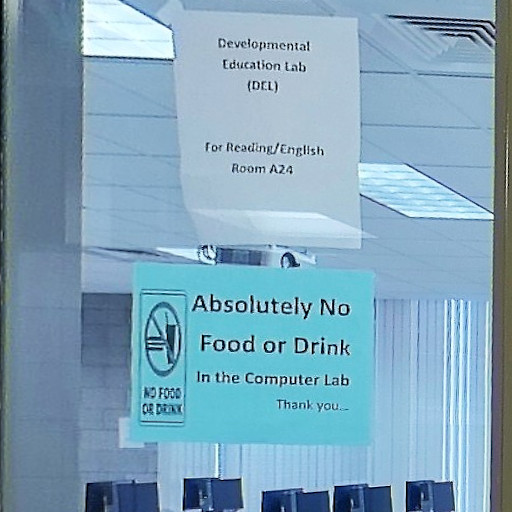 Developmental
Education Lab
(DEL)
For Reading/English
Room A24
Absolutely No
Food or Drink
In the Computer Lab
Thank you...
NO FOOD
OR DRINK